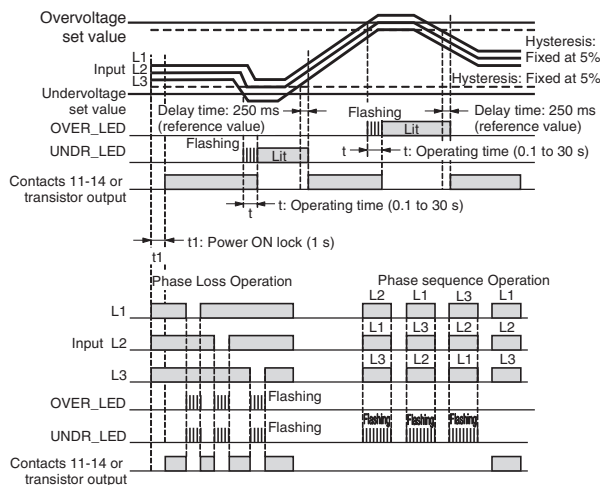 Overvoltage
set value
L1
Input L2
L3
Undervoltage
set value
Hysteresis:
Fixed at 5%
Hysteresis: Fixed at 5%
Delay time: 250 ms
(reference value)
Flashing
Delay time: 250 ms
(reference value)
OVER_LED
Lit
Flashing
t
t: Operating time (0.1 to 30 s)
UNDR_LED
Lit
Contacts 11-14 or
transistor output
t: Operating time (0.1 to 30 s)
t
t1: Power ON lock (1 s)
t1
Phase Loss Operation
Phase sequence Operation
L1
L2 L1 L3 L1
Input L2
L1 L3 L2 L2
L3
L3 L2 L1 L3
OVER_LED
Flashing
UNDR_LED
Flashing
Flashing Flashing Flashing
Contacts 11-14 or
transistor output